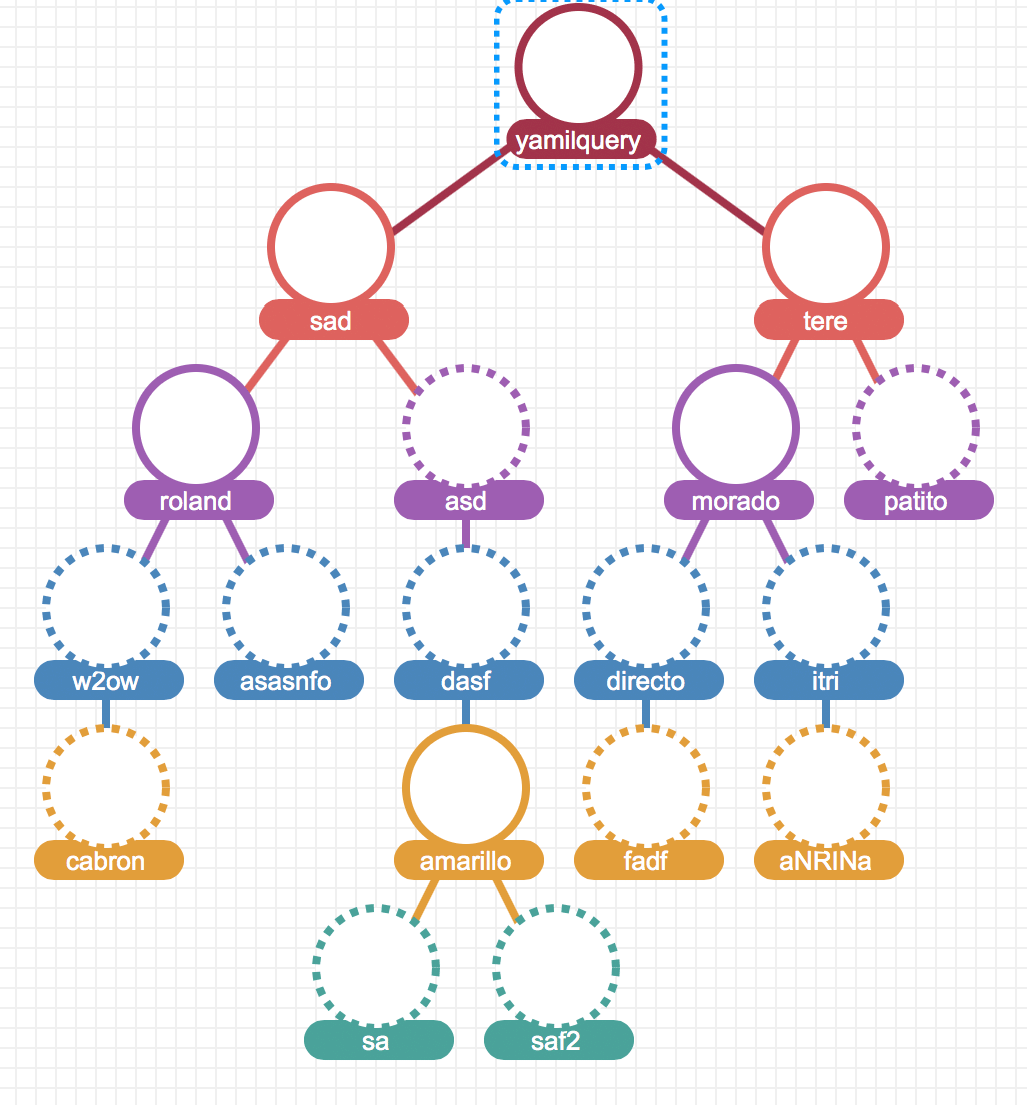 yamilquery
sad
tere
roland
asd
morado
patito
w2ow
asasnfo
dasf
directo
itri
cabron
amarillo
fadf
aNRINa
sa
saf2